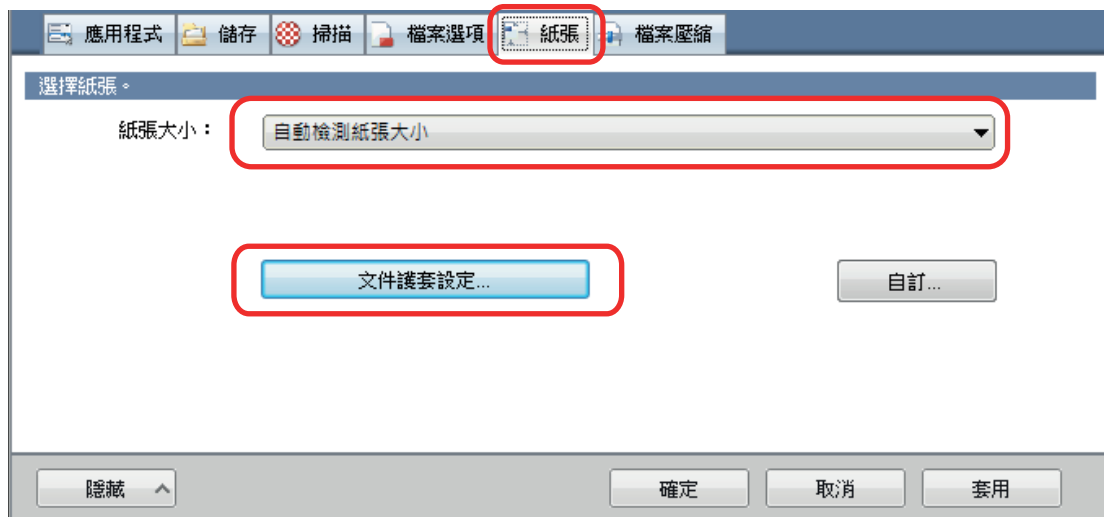 應用程式 儲存 掃描 檔案選項 紙張 檔案壓縮
選擇紙張。
紙張大小： 自動檢測紙張大小
文件護套設定... 自訂...
隱藏 確定 取消 套用